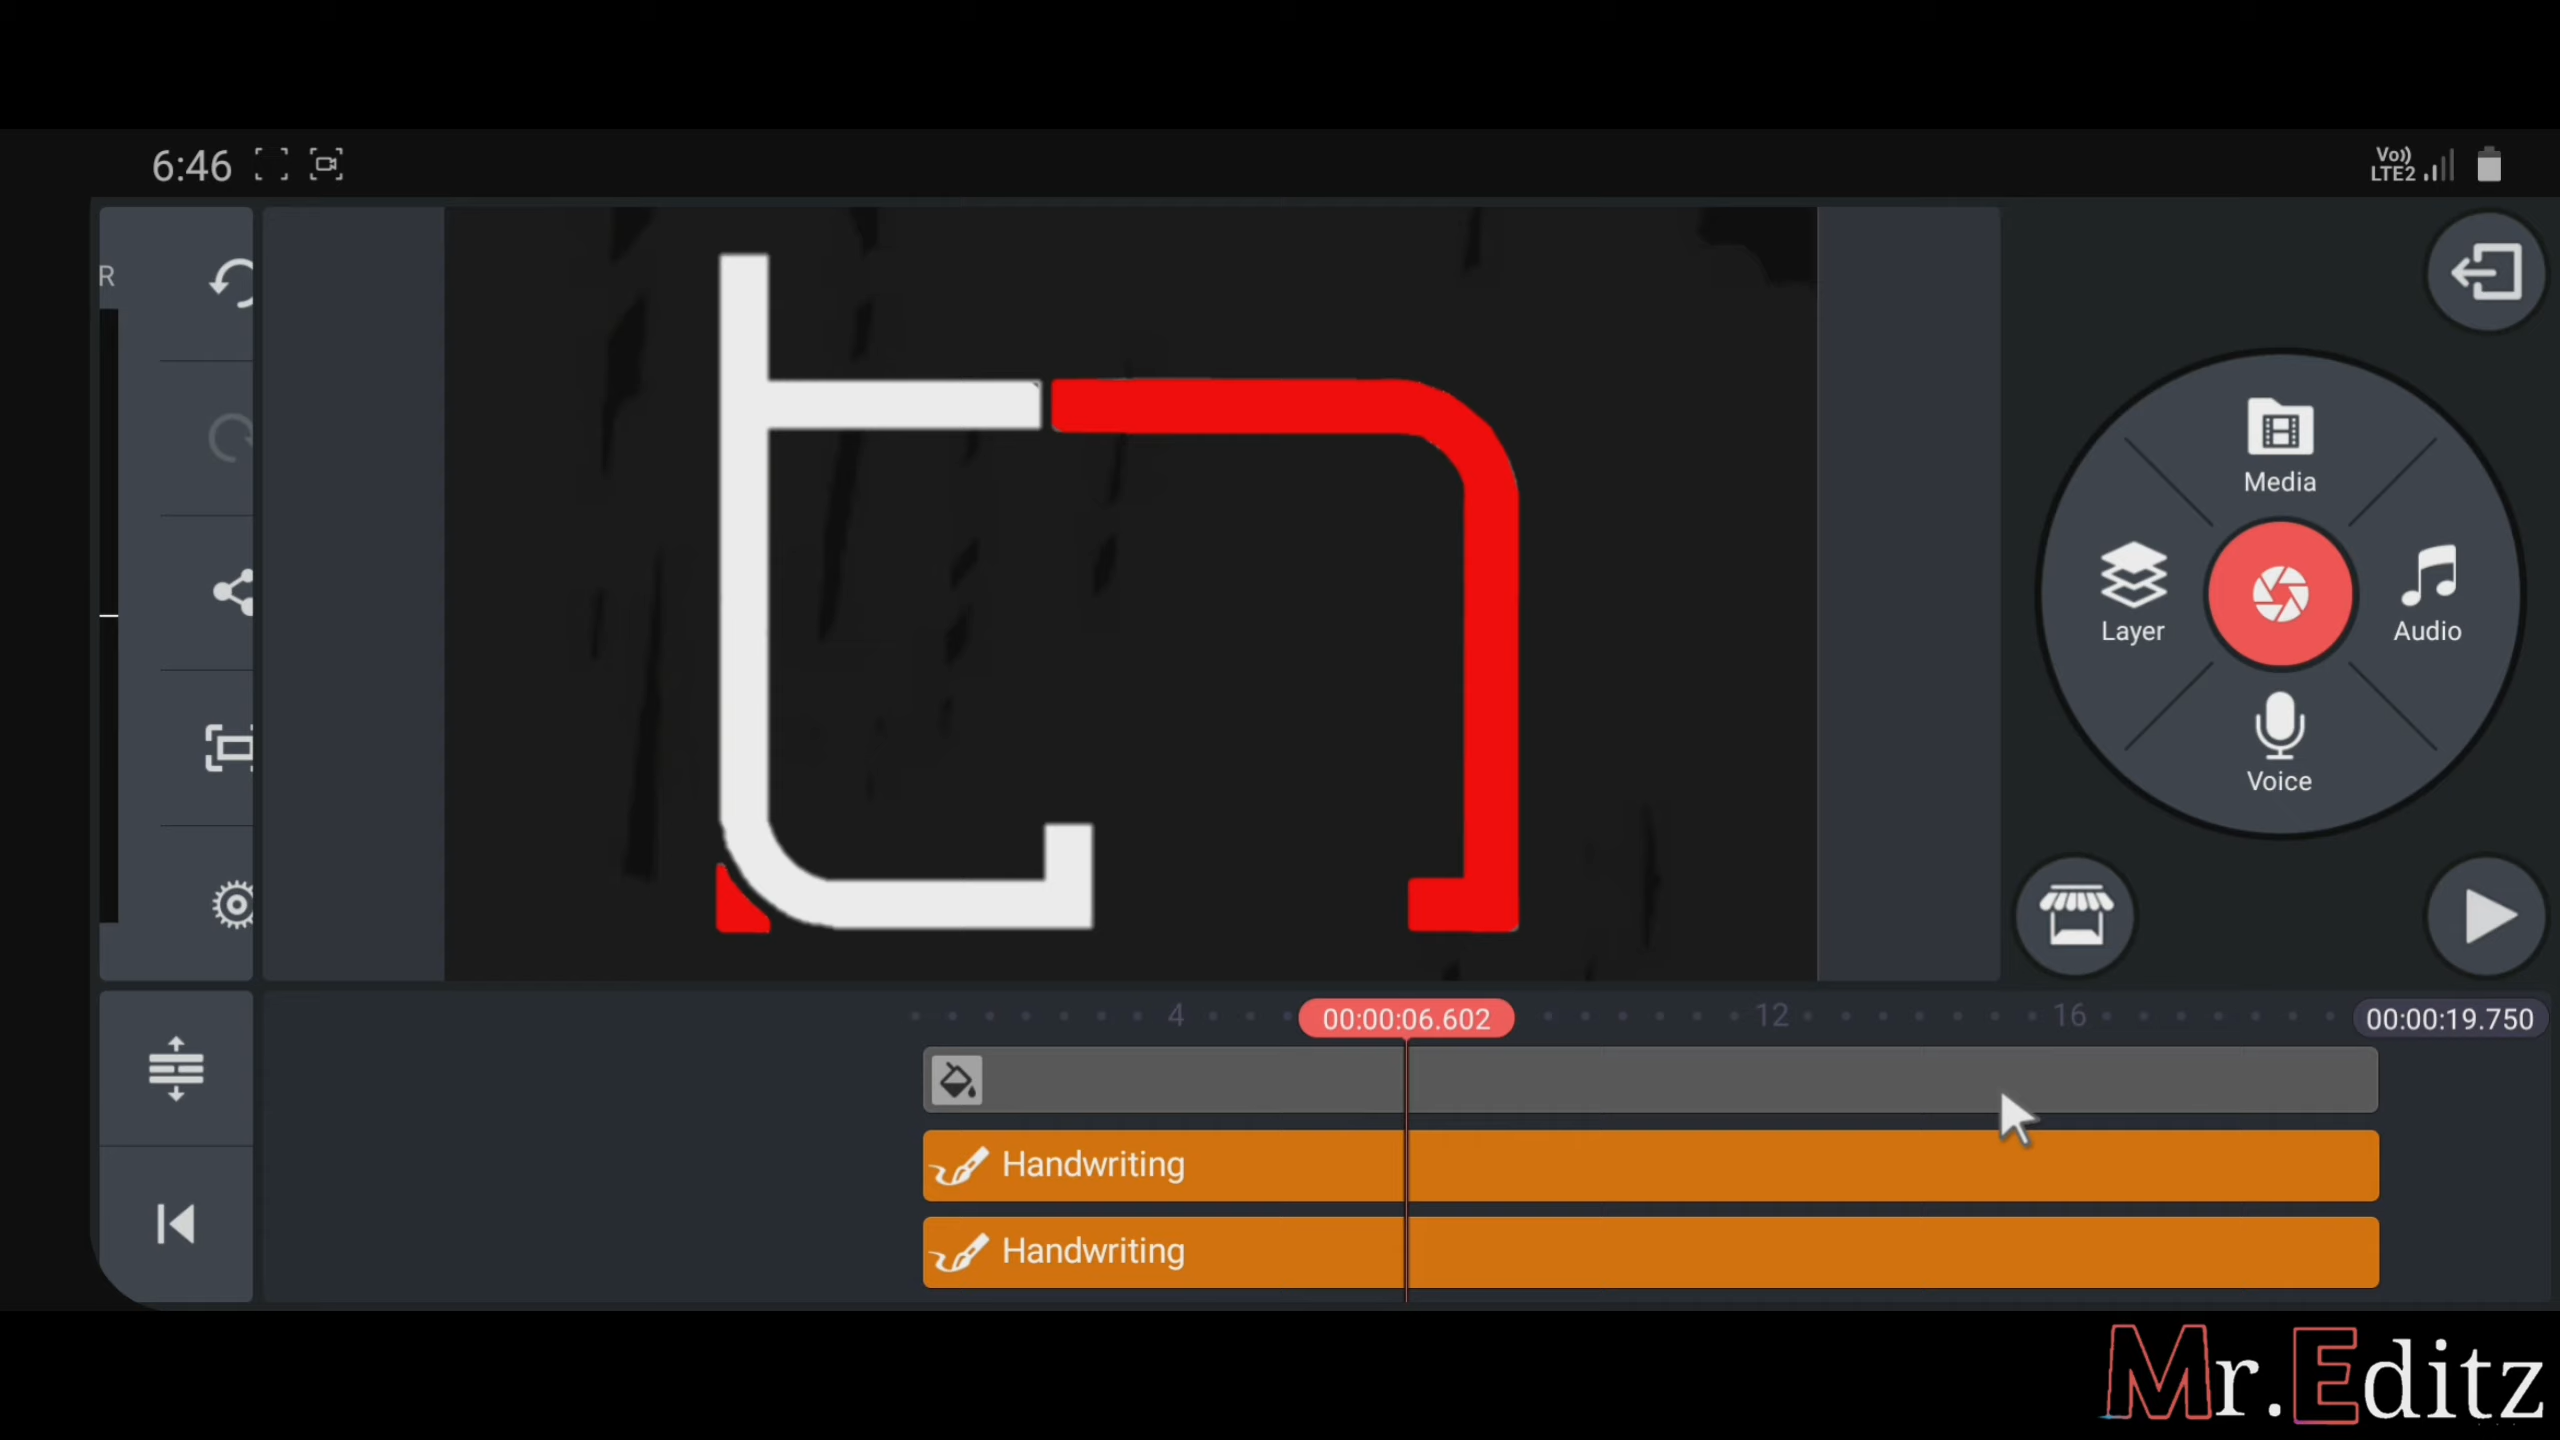 6:46
Vo))
LTE2
R
Media
Layer
Audio
Voice
4
00:00:06.602
12
16
00:00:19.750
Handwriting
Handwriting
Mr.Editz